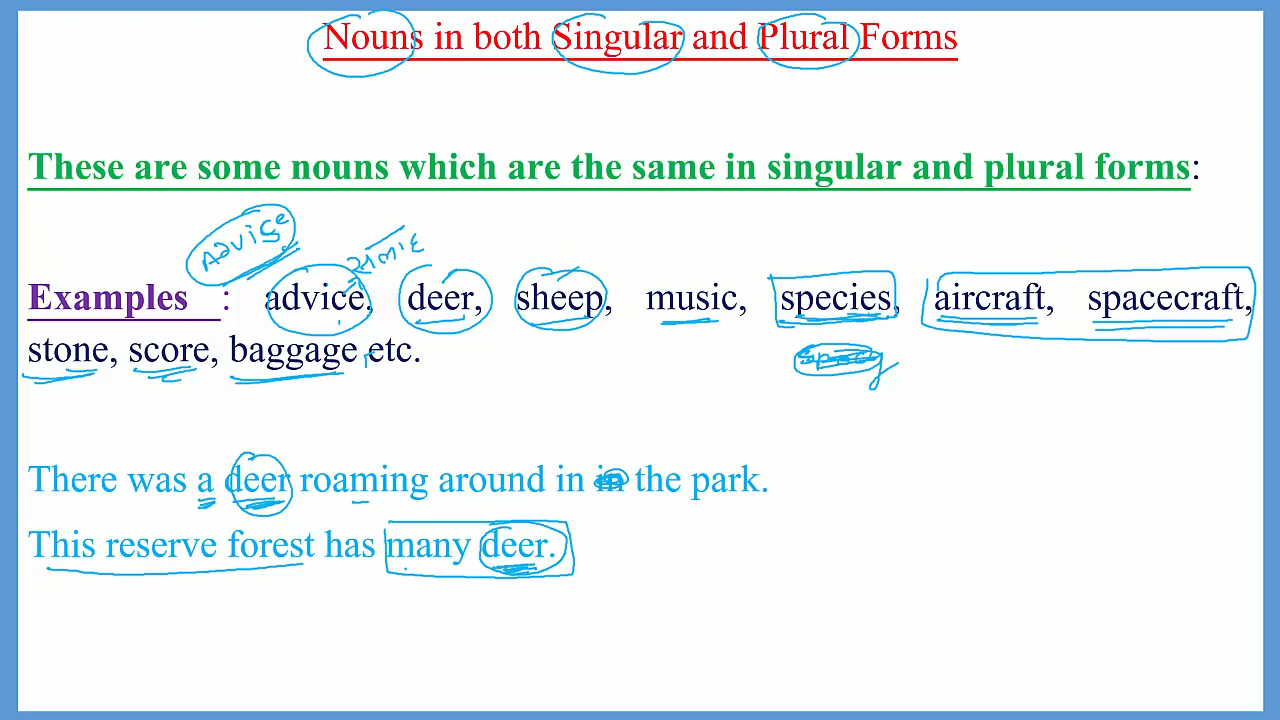 Nouns in both Singular and Plural Forms
These are some nouns which are the same in singular and plural forms:
Advise
Examples : advice, deer, sheep, music, species, aircraft, spacecraft,
stone, score, baggage etc.
There was a deer roaming around in in the park.
This reserve forest has many deer.